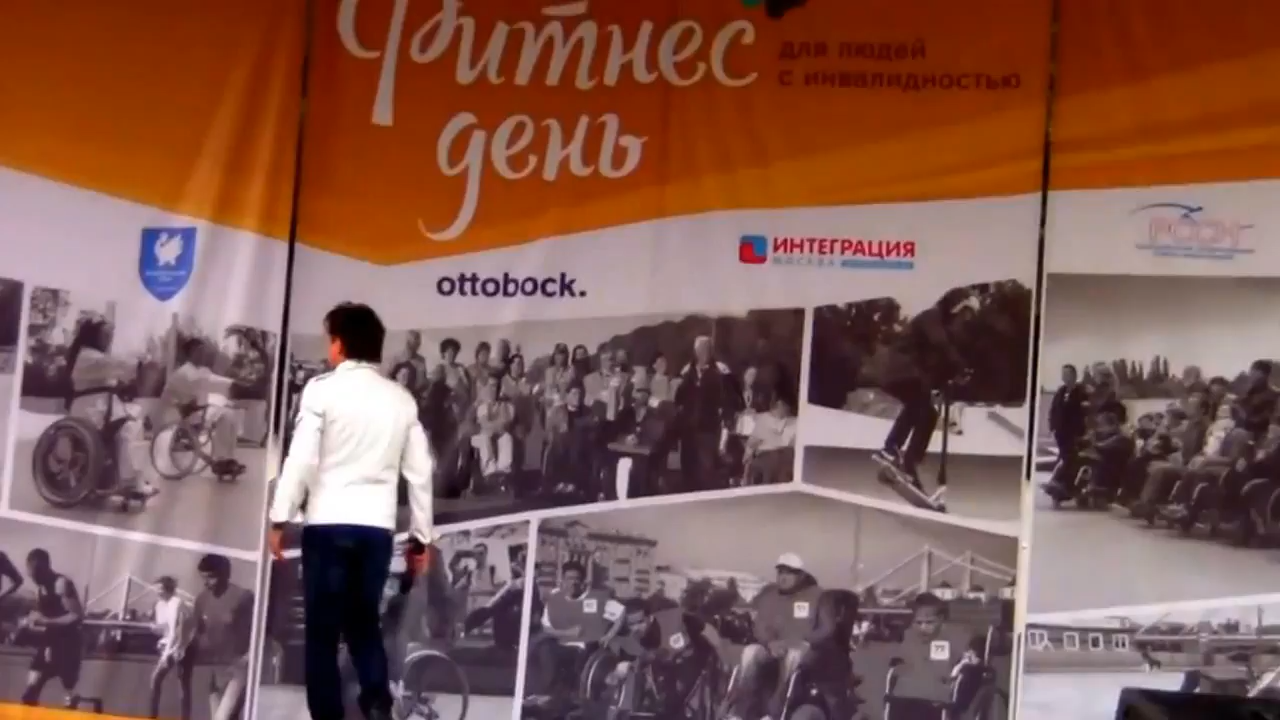 Фитнес
день
для людей
с инвалидностью
ottobock.
ИНТЕГРАЦИЯ
МОСКВА